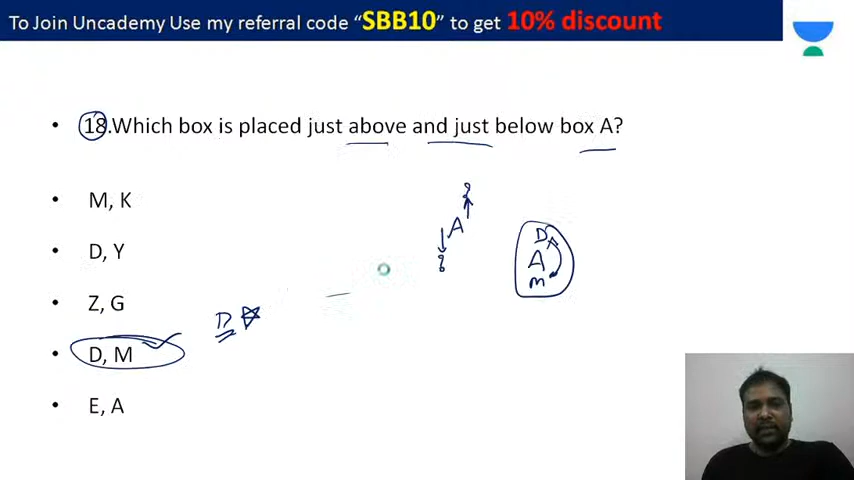 To Join Uncademy Use my referral code “SBB10” to get 10% discount
• 18.Which box is placed just above and just below box A?
• M, K
• D, Y
• Z, G
• D, M
• E, A
D
?
A
?
D
A
m